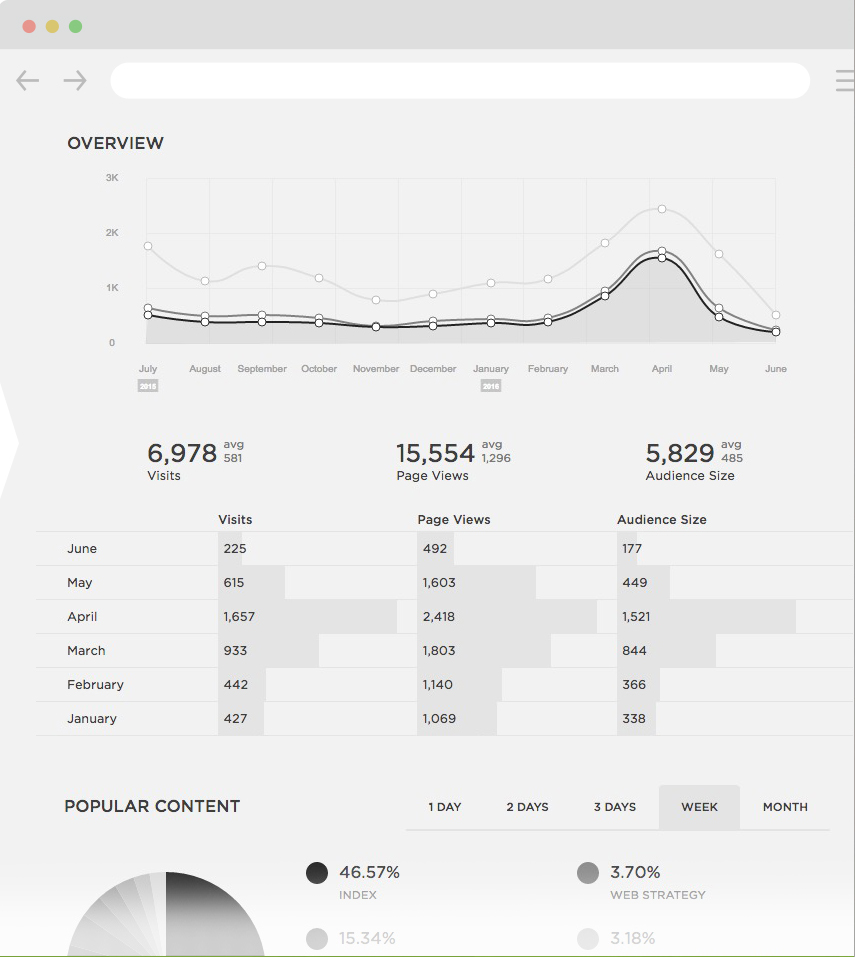 OVERVIEW
3K
2K
1K
0
July August September October November December January February March April May June
2015 2016
6,978 avg 581 15,554 avg 1,296 5,829 avg 485
Visits Page Views Audience Size
Visits Page Views Audience Size
June 225 492 177
May 615 1,603 449
April 1,657 2,418 1,521
March 933 1,803 844
February 442 1,140 366
January 427 1,069 338
POPULAR CONTENT 1 DAY 2 DAYS 3 DAYS WEEK MONTH
46.57% 3.70%
INDEX WEB STRATEGY
15.34% 3.18%